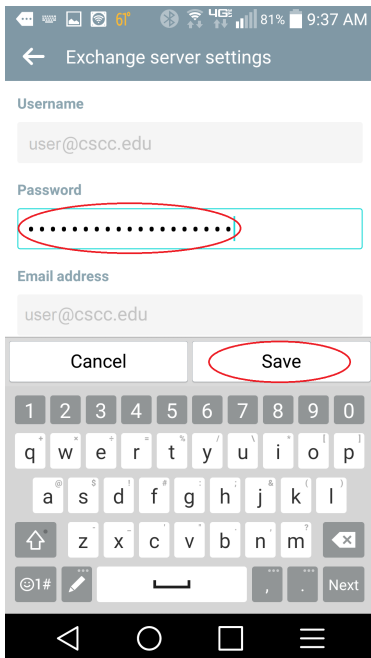 61° 4G 81% 9:37 AM
Exchange server settings
Username
user@cscc.edu
Password
••••••••••••••••••
Email address
user@cscc.edu
Cancel Save
1 2 3 4 5 6 7 8 9 0
q w e r t y u i o p
a s d f g h j k l
z x c v b n m
1# , . Next